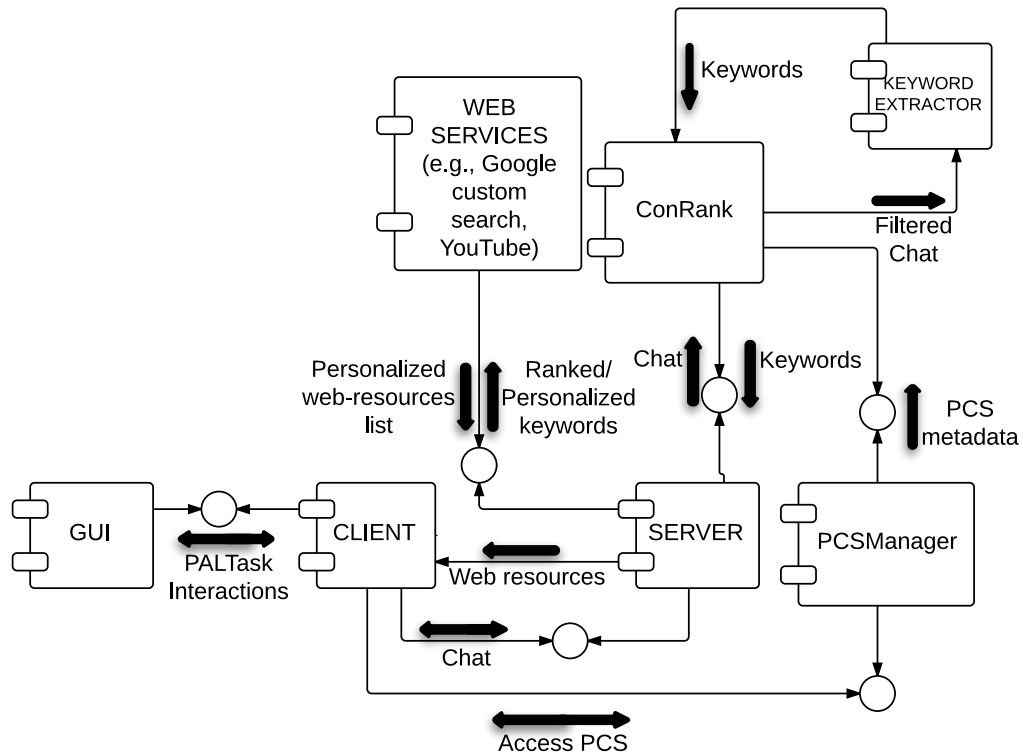 Keywords
KEYWORD
EXTRACTOR
WEB
SERVICES
(e.g., Google
custom
search,
YouTube)
ConRank
Filtered
Chat
Personalized
web-resources
list
Ranked/
Personalized
keywords
Chat
Keywords
PCS
metadata
GUI
PALTask
Interactions
CLIENT
SERVER
PCSManager
Web resources
Chat
Access PCS